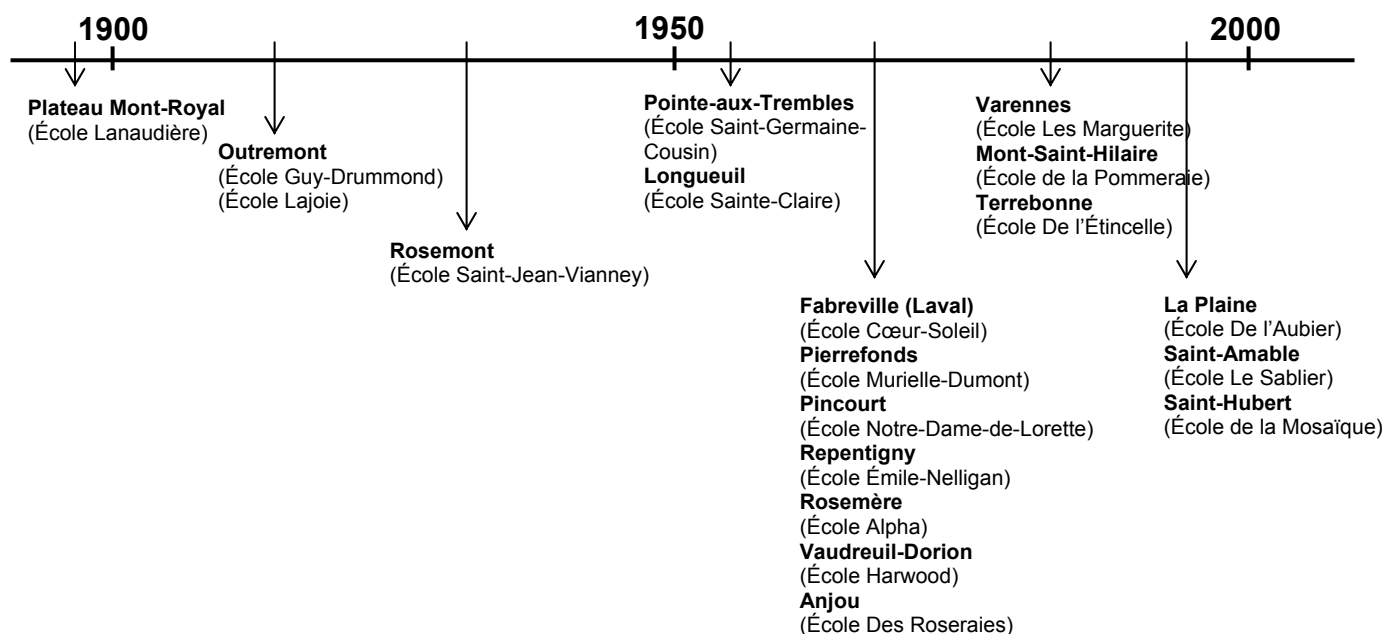 1900
1950
2000
Plateau Mont-Royal
(École Lanaudière)
Outremont
(École Guy-Drummond)
(École Lajoie)
Rosemont
(École Saint-Jean-Vianney)
Pointe-aux-Trembles
(École Saint-Germaine-
Cousin)
Longueuil
(École Sainte-Claire)
Fabreville (Laval)
(École Cœur-Soleil)
Pierrefonds
(École Murielle-Dumont)
Pincourt
(École Notre-Dame-de-Lorette)
Repentigny
(École Émile-Nelligan)
Rosemère
(École Alpha)
Vaudreuil-Dorion
(École Harwood)
Anjou
(École Des Roseraies)
Varennes
(École Les Marguerite)
Mont-Saint-Hilaire
(École de la Pommeraie)
Terrebonne
(École De l’Étincelle)
La Plaine
(École De l’Aubier)
Saint-Amable
(École Le Sablier)
Saint-Hubert
(École de la Mosaïque)